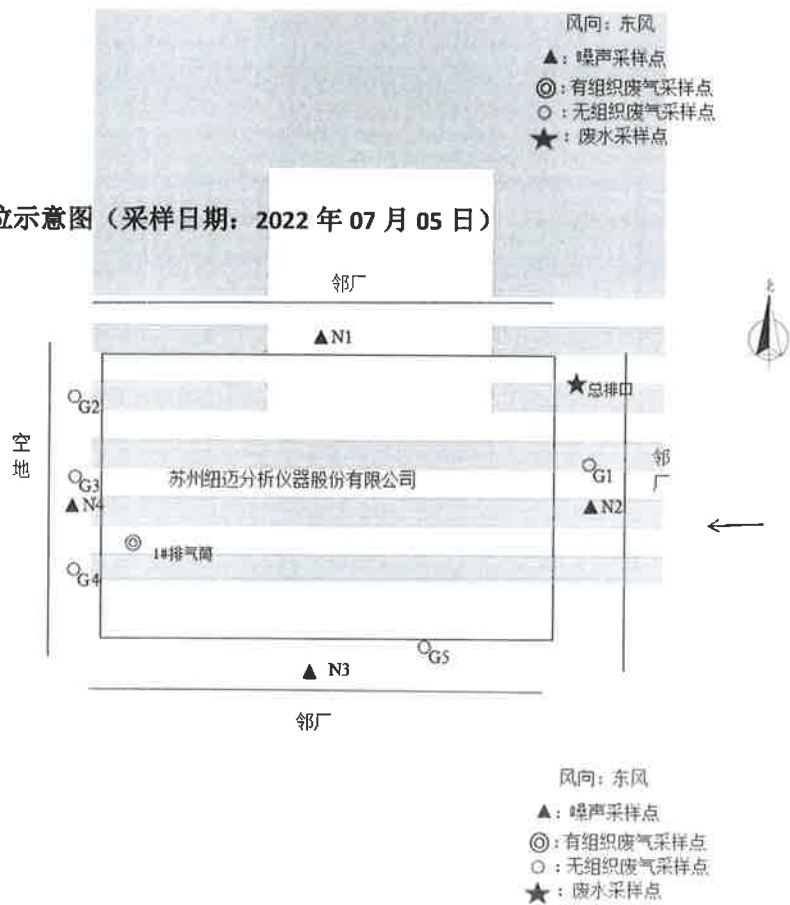 风向：东风
▲：噪声采样点
◎：有组织废气采样点
○：无组织废气采样点
★：废水采样点
位示意图（采样日期：2022 年 07 月 05 日）
邻厂
北
▲N1
★总排口
○G2
空地
○G1
邻厂
○G3
苏州纽迈分析仪器股份有限公司
▲N4
▲N2
◎ 1#排气筒
○G4
○G5
▲ N3
邻厂
风向：东风
▲：噪声采样点
◎：有组织废气采样点
○：无组织废气采样点
★：废水采样点